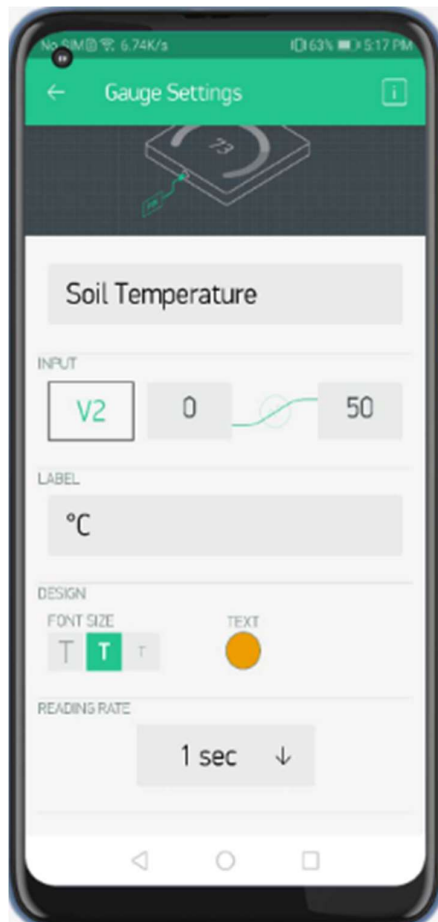 No SIM 6.74K/s 63% 5:17 PM
Gauge Settings
i
73
Soil Temperature
INPUT
V2 0 50
LABEL
°C
DESIGN
FONT SIZE TEXT
T T T
READING RATE
1 sec ↓